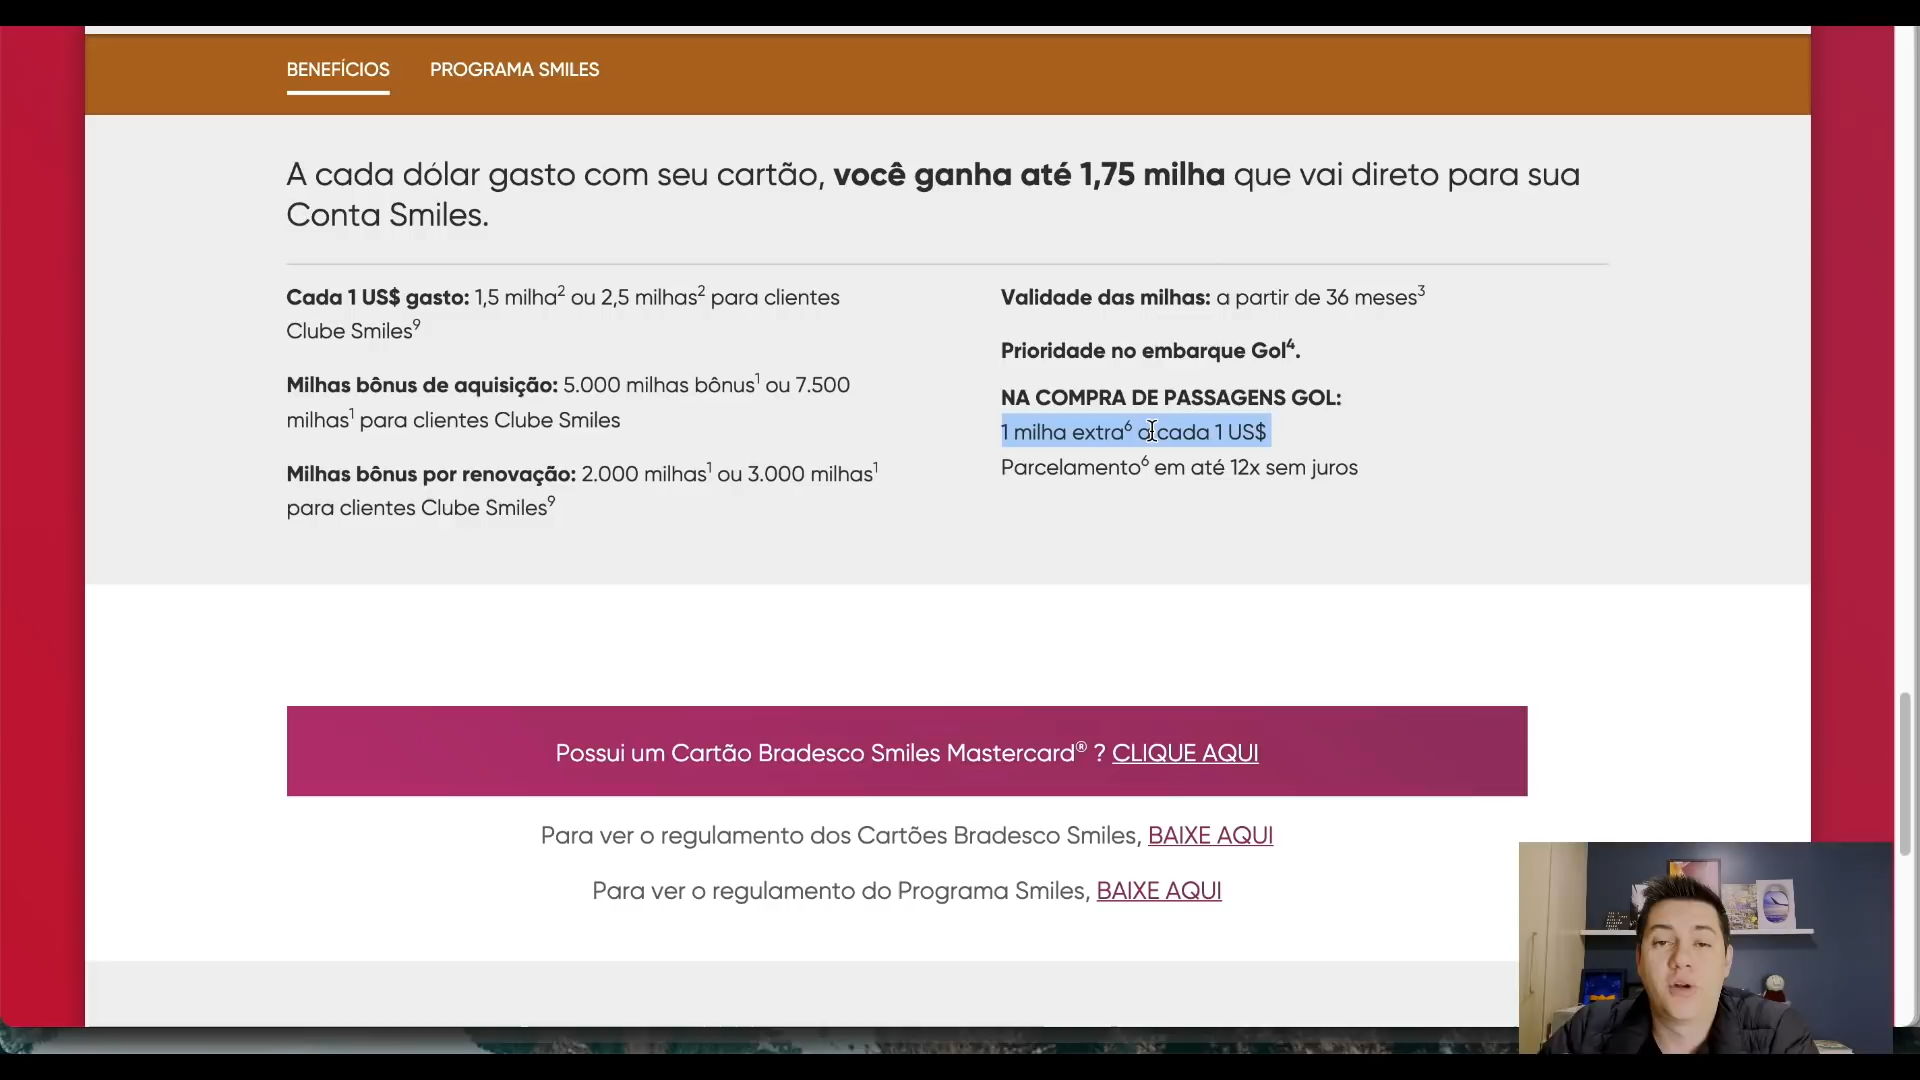 BENEFÍCIOS PROGRAMA SMILES
A cada dólar gasto com seu cartão, você ganha até 1,75 milha que vai direto para sua
Conta Smiles.
Cada 1 US$ gasto: 1,5 milha² ou 2,5 milhas² para clientes
Clube Smiles⁹
Milhas bônus de aquisição: 5.000 milhas bônus¹ ou 7.500
milhas¹ para clientes Clube Smiles
Milhas bônus por renovação: 2.000 milhas¹ ou 3.000 milhas¹
para clientes Clube Smiles⁹
Validade das milhas: a partir de 36 meses³
Prioridade no embarque Gol⁴.
NA COMPRA DE PASSAGENS GOL:
1 milha extra⁶ a cada 1 US$
Parcelamento⁶ em até 12x sem juros
Possui um Cartão Bradesco Smiles Mastercard® ? CLIQUE AQUI
Para ver o regulamento dos Cartões Bradesco Smiles, BAIXE AQUI
Para ver o regulamento do Programa Smiles, BAIXE AQUI